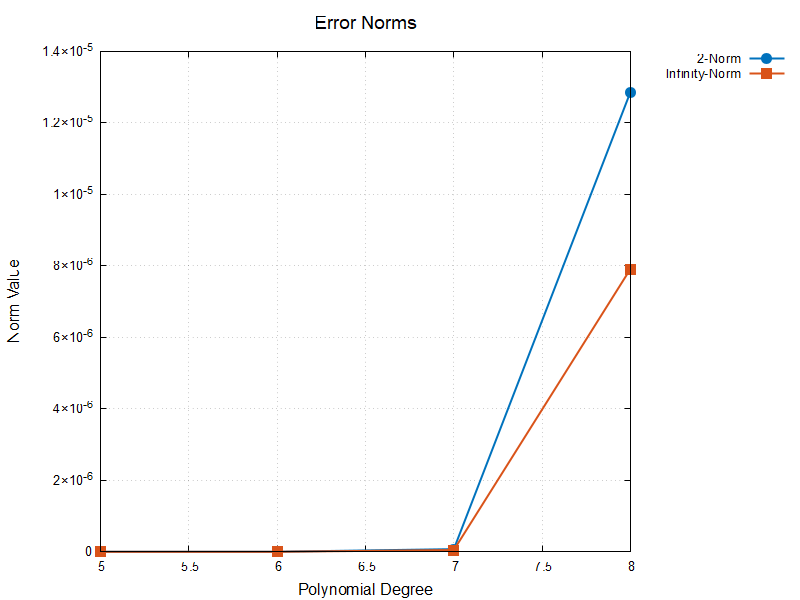 Error Norms
2-Norm
Infinity-Norm
1.4×10⁻⁵
1.2×10⁻⁵
1×10⁻⁵
8×10⁻⁶
6×10⁻⁶
4×10⁻⁶
2×10⁻⁶
0
Norm Value
5 5.5 6 6.5 7 7.5 8
Polynomial Degree